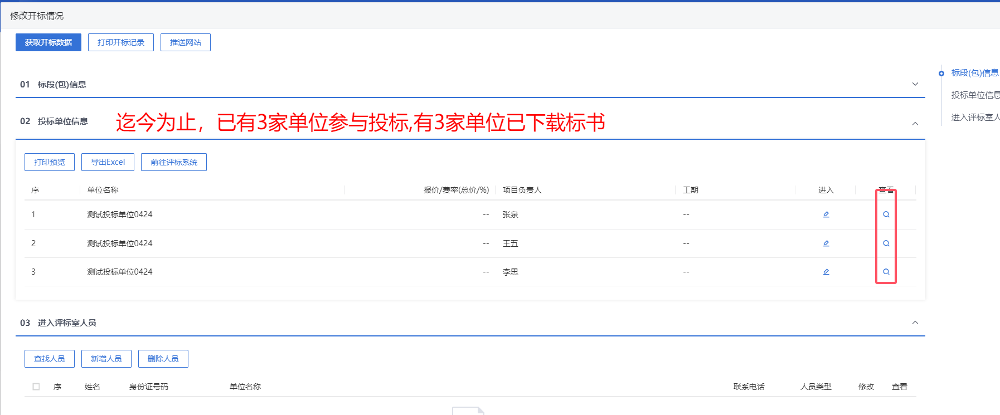 修改开标情况
获取开标数据 打印开标记录 推送网站
标段(包)信息
投标单位信息
进入评标室人
01 标段(包)信息
02 投标单位信息 迄今为止，已有3家单位参与投标,有3家单位已下载标书
打印预览 导出Excel 前往评标系统
序 单位名称 报价/费率(总价/%) 项目负责人 工期 进入 查看
1 测试投标单位0424 -- 张泉 --
2 测试投标单位0424 -- 王五 --
3 测试投标单位0424 -- 李思 --
03 进入评标室人员
查找人员 新增人员 删除人员
序 姓名 身份证号码 单位名称 联系电话 人员类型 修改 查看